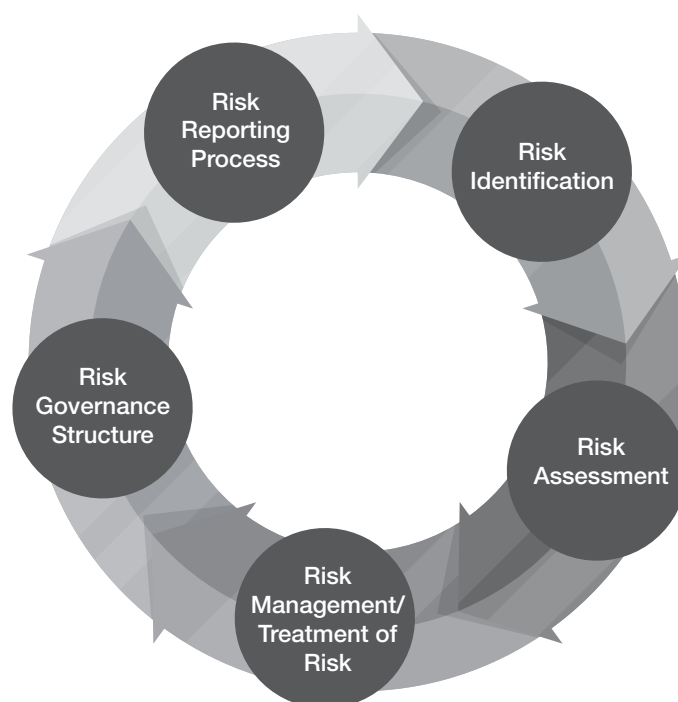 Risk
Reporting
Process
Risk
Identification
Risk
Assessment
Risk
Management/
Treatment of
Risk
Risk
Governance
Structure